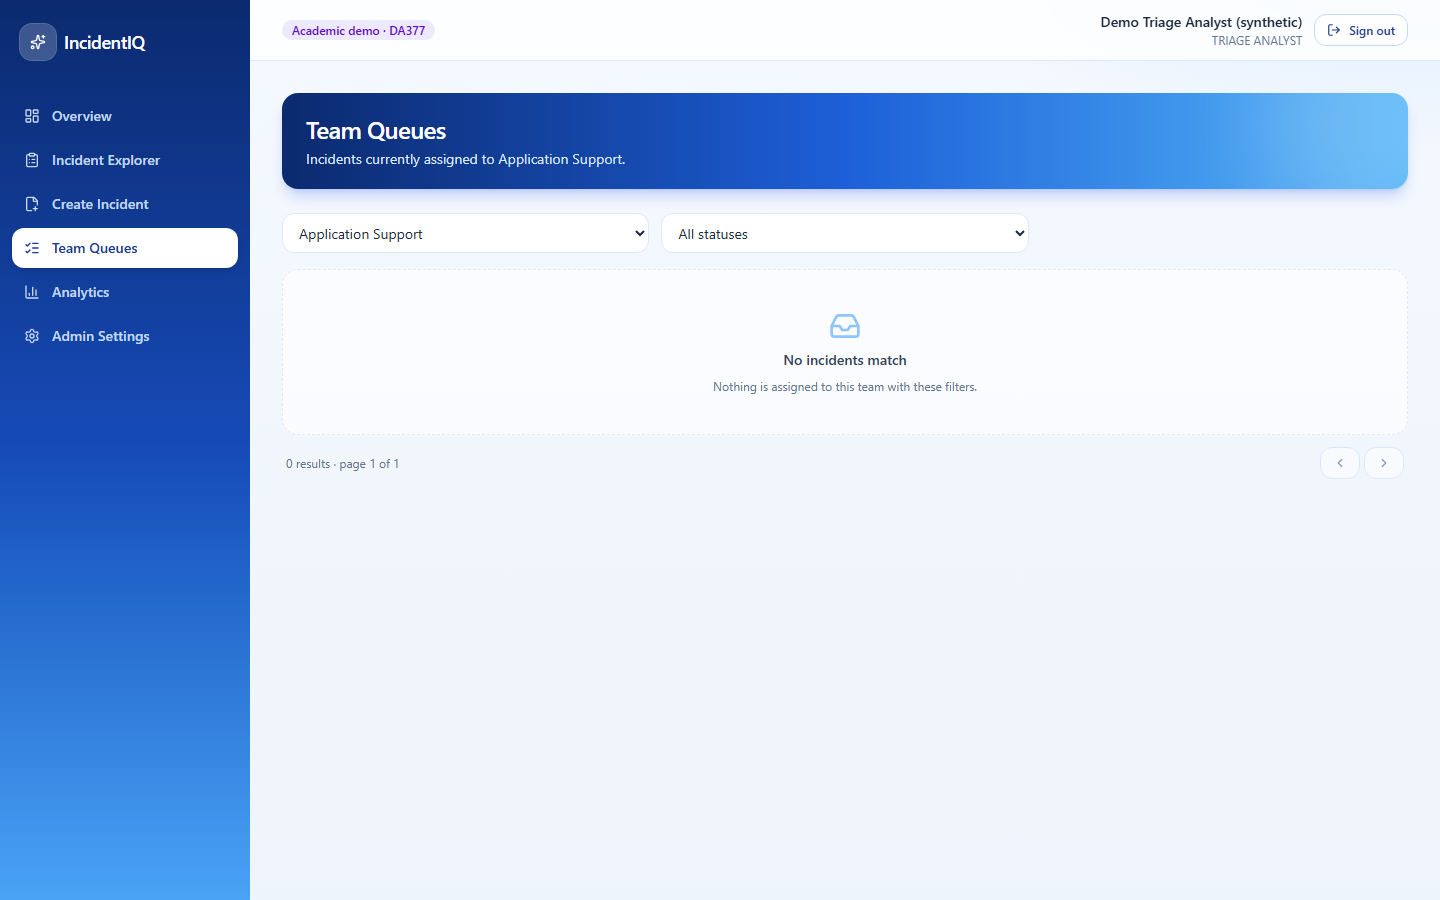 IncidentIQ
Overview
Incident Explorer
Create Incident
Team Queues
Analytics
Admin Settings
Academic demo · DA377
Demo Triage Analyst (synthetic)
TRIAGE ANALYST
Sign out
Team Queues
Incidents currently assigned to Application Support.
Application Support
All statuses
No incidents match
Nothing is assigned to this team with these filters.
0 results · page 1 of 1